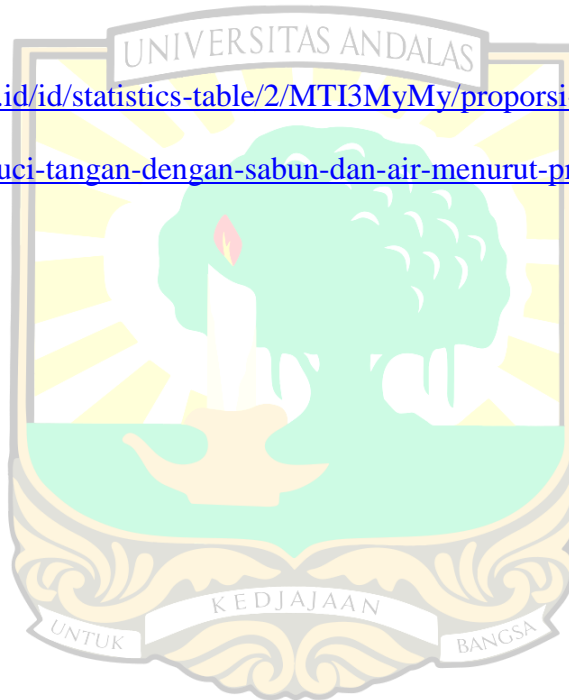 UNIVERSITAS ANDALAS
.id/id/statistics-table/2/MTI3MyMy/proporsi
uci-tangan-dengan-sabun-dan-air-menurut-pr
KEDJAJAAN
UNTUK
BANGSA